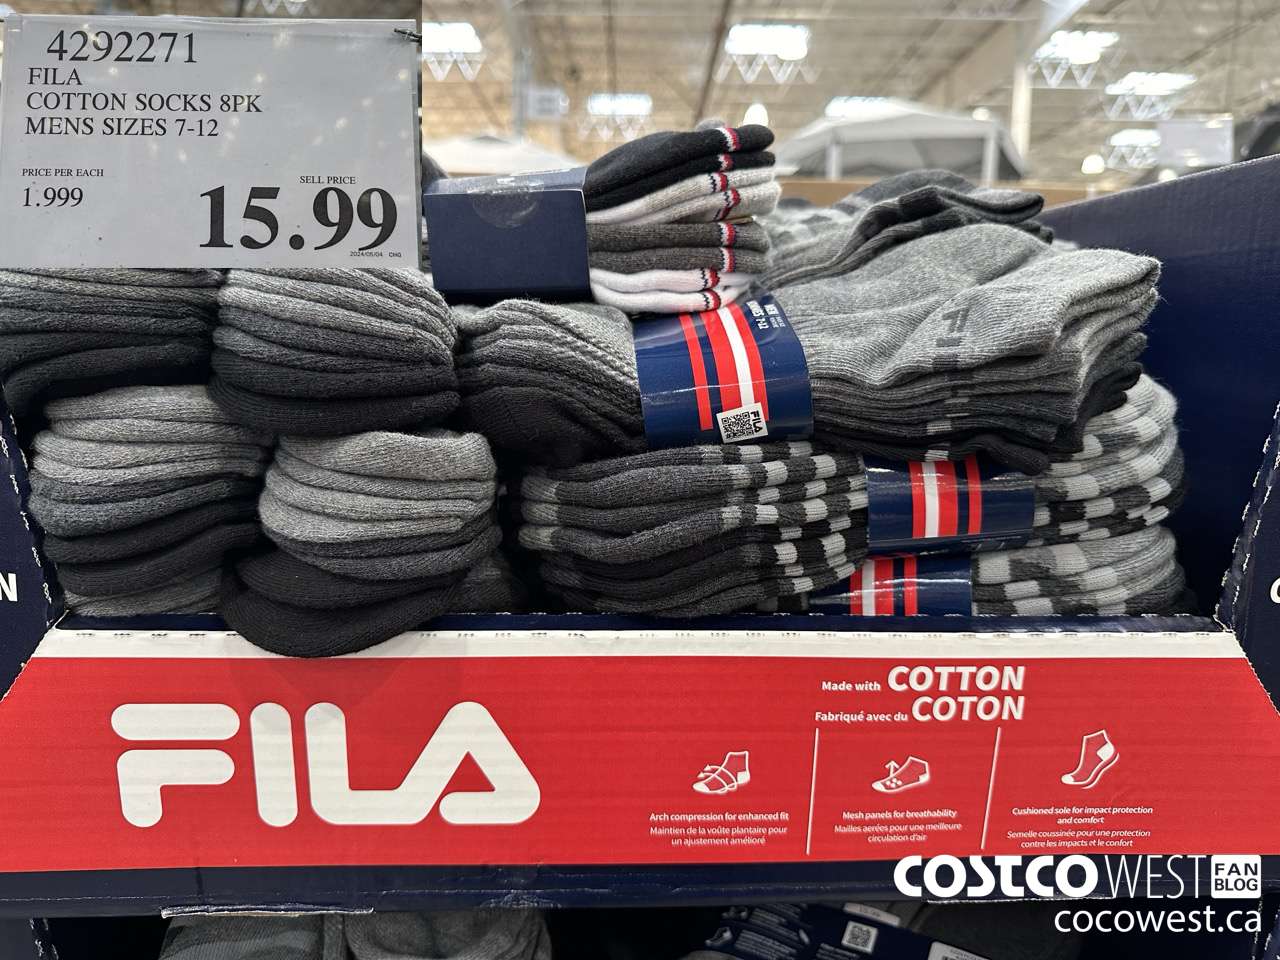 4292271
FILA
COTTON SOCKS 8PK
MENS SIZES 7-12
PRICE PER EACH
1.999
SELL PRICE
15.99
2024/05/04 CHG
FILA
FILA
N
FILA
Made with COTTON
Fabriqué avec du COTON
Arch compression for enhanced fit
Maintien de la voûte plantaire pour
un ajustement amélioré
Mesh panels for breathability
Mailles aérées pour une meilleure
circulation d'air
Cushioned sole for impact protection
and comfort
Semelle coussinée pour une protection
contre les impacts et le confort
COSTCO WEST FAN BLOG
cocowest.ca